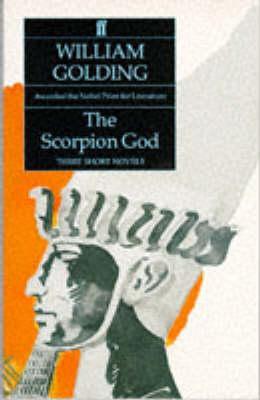 ff
WILLIAM
GOLDING
Awarded the Nobel Prize for Literature
The
Scorpion God
THREE SHORT NOVELS